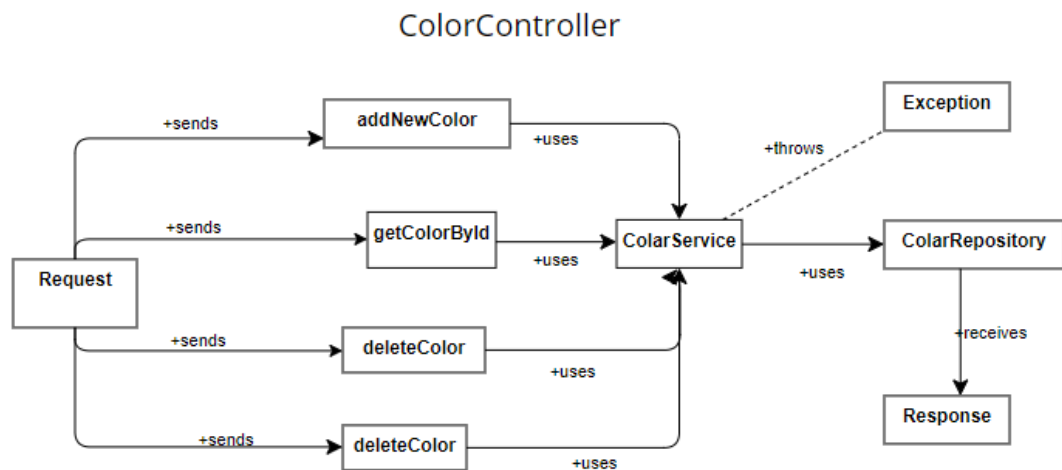 ColorController
Exception
addNewColor
+sends
+uses
+throws
getColorById
+sends
+uses
ColarService
ColarRepository
+uses
Request
+sends
deleteColor
+uses
+receives
Response
+sends
deleteColor
+uses